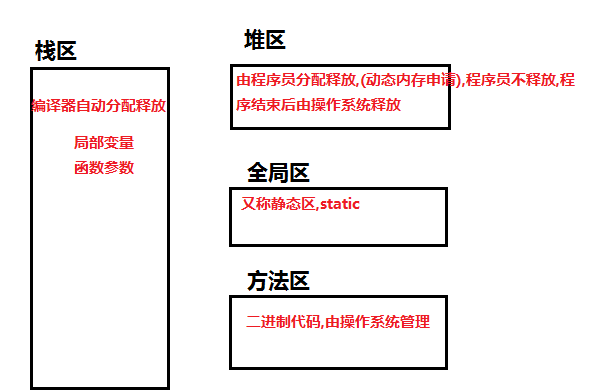 栈区
编译器自动分配释放
局部变量
函数参数
堆区
由程序员分配释放,(动态内存申请),程序员不释放,程
序结束后由操作系统释放
全局区
又称静态区,static
方法区
二进制代码,由操作系统管理